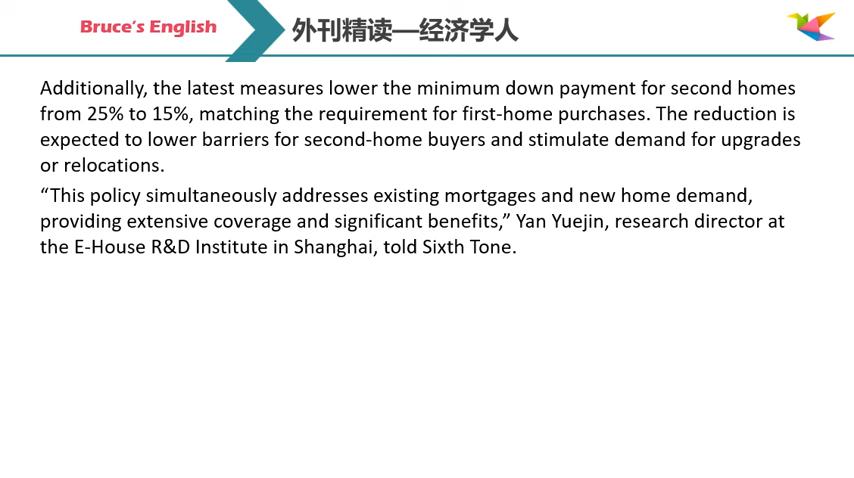 Bruce's English
外刊精读—经济学人
Additionally, the latest measures lower the minimum down payment for second homes
from 25% to 15%, matching the requirement for first-home purchases. The reduction is
expected to lower barriers for second-home buyers and stimulate demand for upgrades
or relocations.
“This policy simultaneously addresses existing mortgages and new home demand,
providing extensive coverage and significant benefits,” Yan Yuejin, research director at
the E-House R&D Institute in Shanghai, told Sixth Tone.